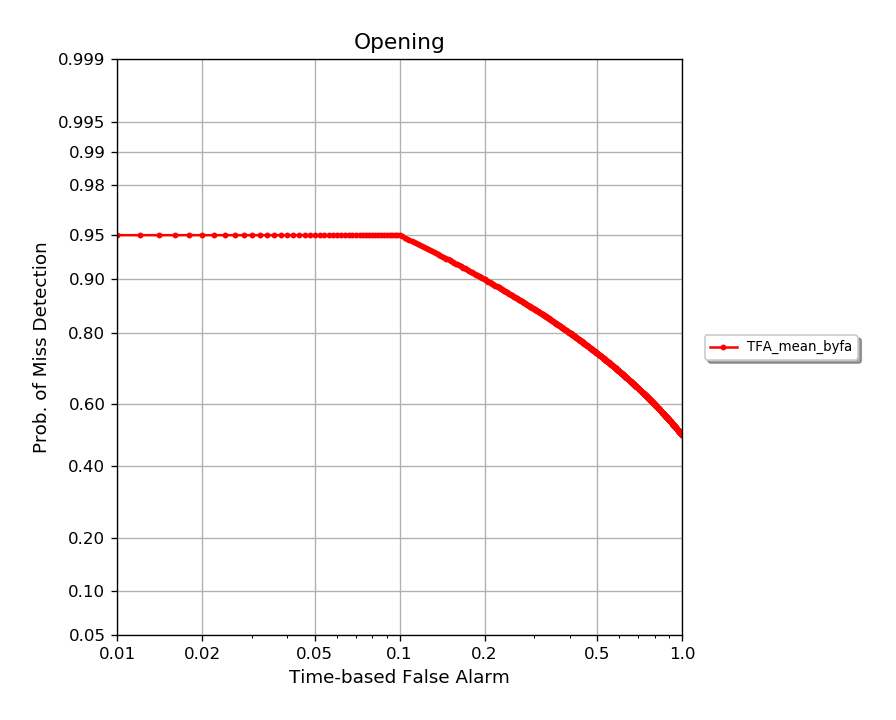 Opening
0.999
0.995
0.99
0.98
0.95
0.90
0.80
0.60
0.40
0.20
0.10
0.05
Prob. of Miss Detection
0.01 0.02 0.05 0.1 0.2 0.5 1.0
Time-based False Alarm
TFA_mean_byfa